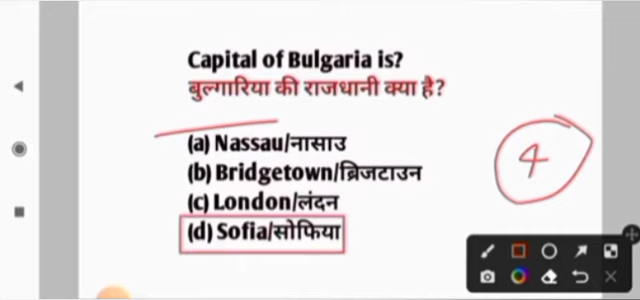 Capital of Bulgaria is?
बुल्गारिया की राजधानी क्या है?
(a) Nassau/नासाउ
(b) Bridgetown/ब्रिजटाउन
(c) London/लंदन
(d) Sofia/सोफिया
4